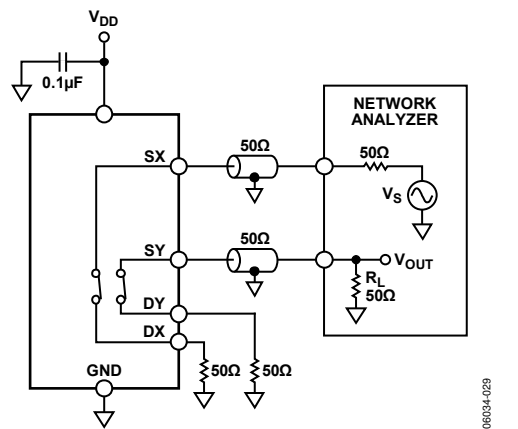 VDD
0.1µF
NETWORK
ANALYZER
SX
50Ω
50Ω
VS
SY
50Ω
VOUT
RL
50Ω
DY
DX
GND
50Ω
50Ω
06034-029